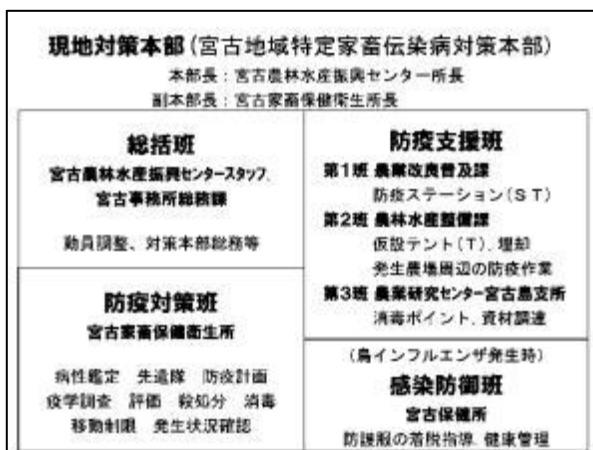 現地対策本部(宮古地域特定家畜伝染病対策本部)
本部長：宮古農林水産振興センター所長
副本部長：宮古家畜保健衛生所長
総括班
宮古農林水産振興センタースタッフ、
宮古事務所総務課
動員調整、対策本部総務等
防疫対策班
宮古家畜保健衛生所
病性鑑定 先遣隊 防疫計画
疫学調査 評価 殺処分 消毒
移動制限 発生状況確認
防疫支援班
第1班 農業改良普及課
防疫ステーション(ST)
第2班 農林水産整備課
仮設テント(T)、埋却
発生農場周辺の防疫作業
第3班 農業研究センター宮古島支所
消毒ポイント、資材調達
(鳥インフルエンザ発生時)
感染防御班
宮古保健所
防護服の着脱指導、健康管理